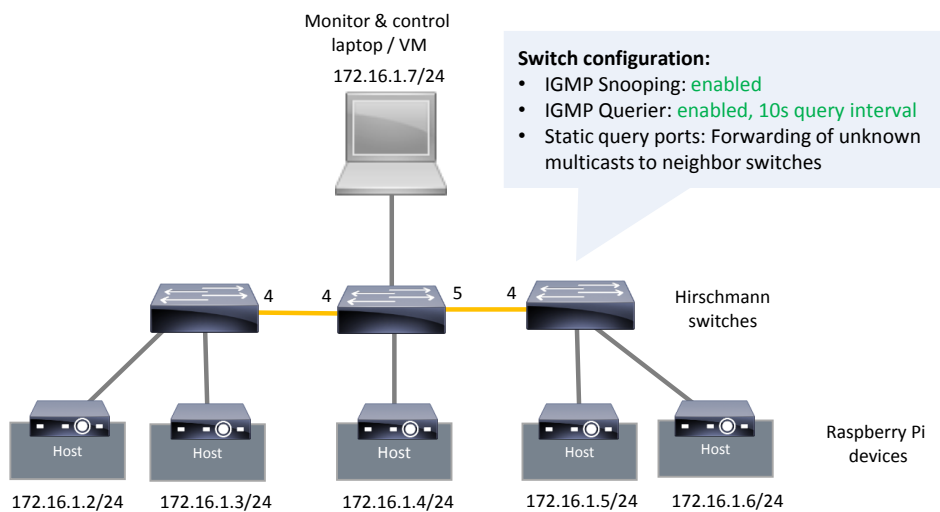 Monitor & control
laptop / VM
172.16.1.7/24
Switch configuration:
• IGMP Snooping: enabled
• IGMP Querier: enabled, 10s query interval
• Static query ports: Forwarding of unknown
multicasts to neighbor switches
4
4
5
4
Hirschmann
switches
Host
Host
Host
Host
Host
Raspberry Pi
devices
172.16.1.2/24
172.16.1.3/24
172.16.1.4/24
172.16.1.5/24
172.16.1.6/24